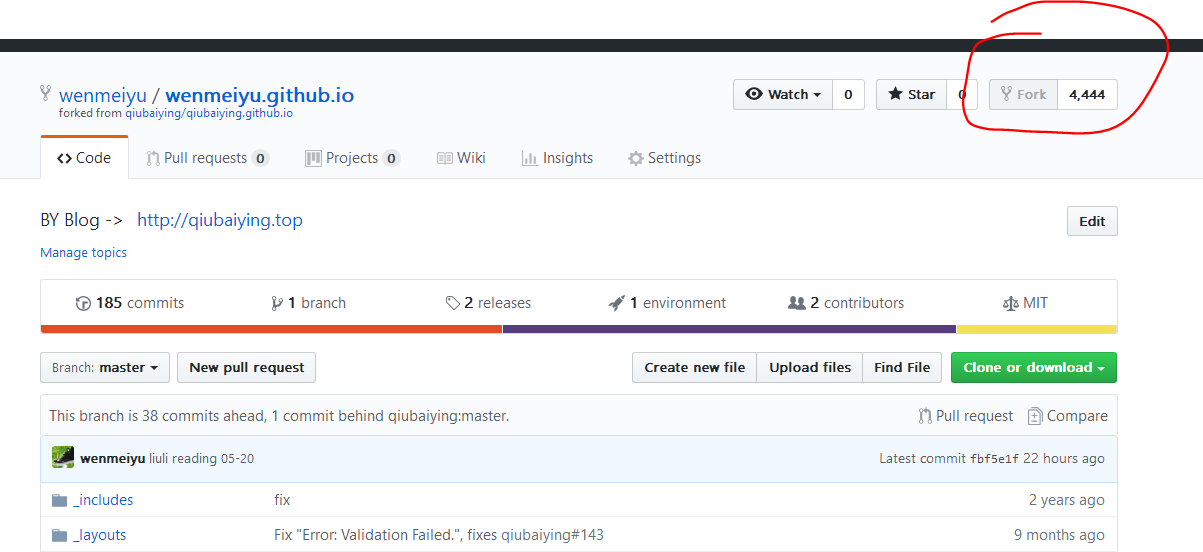 wenmeiyu / wenmeiyu.github.io
forked from qiubaiying/qiubaiying.github.io
Watch 0 Star 0 Fork 4,444
Code Pull requests 0 Projects 0 Wiki Insights Settings
BY Blog -> http://qiubaiying.top
Edit
Manage topics
185 commits 1 branch 2 releases 1 environment 2 contributors MIT
Branch: master New pull request Create new file Upload files Find File Clone or download
This branch is 38 commits ahead, 1 commit behind qiubaiying:master. Pull request Compare
wenmeiyu liuli reading 05-20 Latest commit fbf5e1f 22 hours ago
_includes fix 2 years ago
_layouts Fix "Error: Validation Failed.", fixes qiubaiying#143 9 months ago